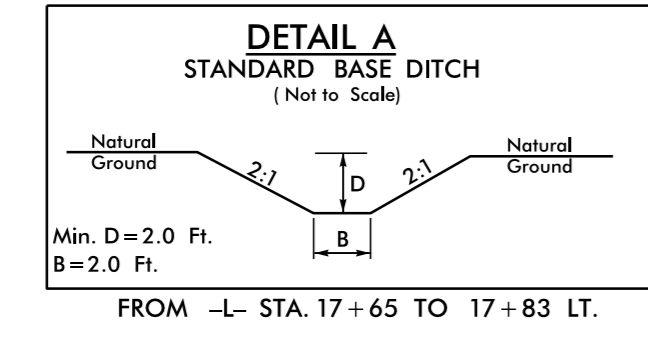 DETAIL A
STANDARD BASE DITCH
( Not to Scale)
Natural
Ground
2:1
D
2:1
Natural
Ground
B
Min. D=2.0 Ft.
B=2.0 Ft.
FROM –L– STA. 17+65 TO 17+83 LT.